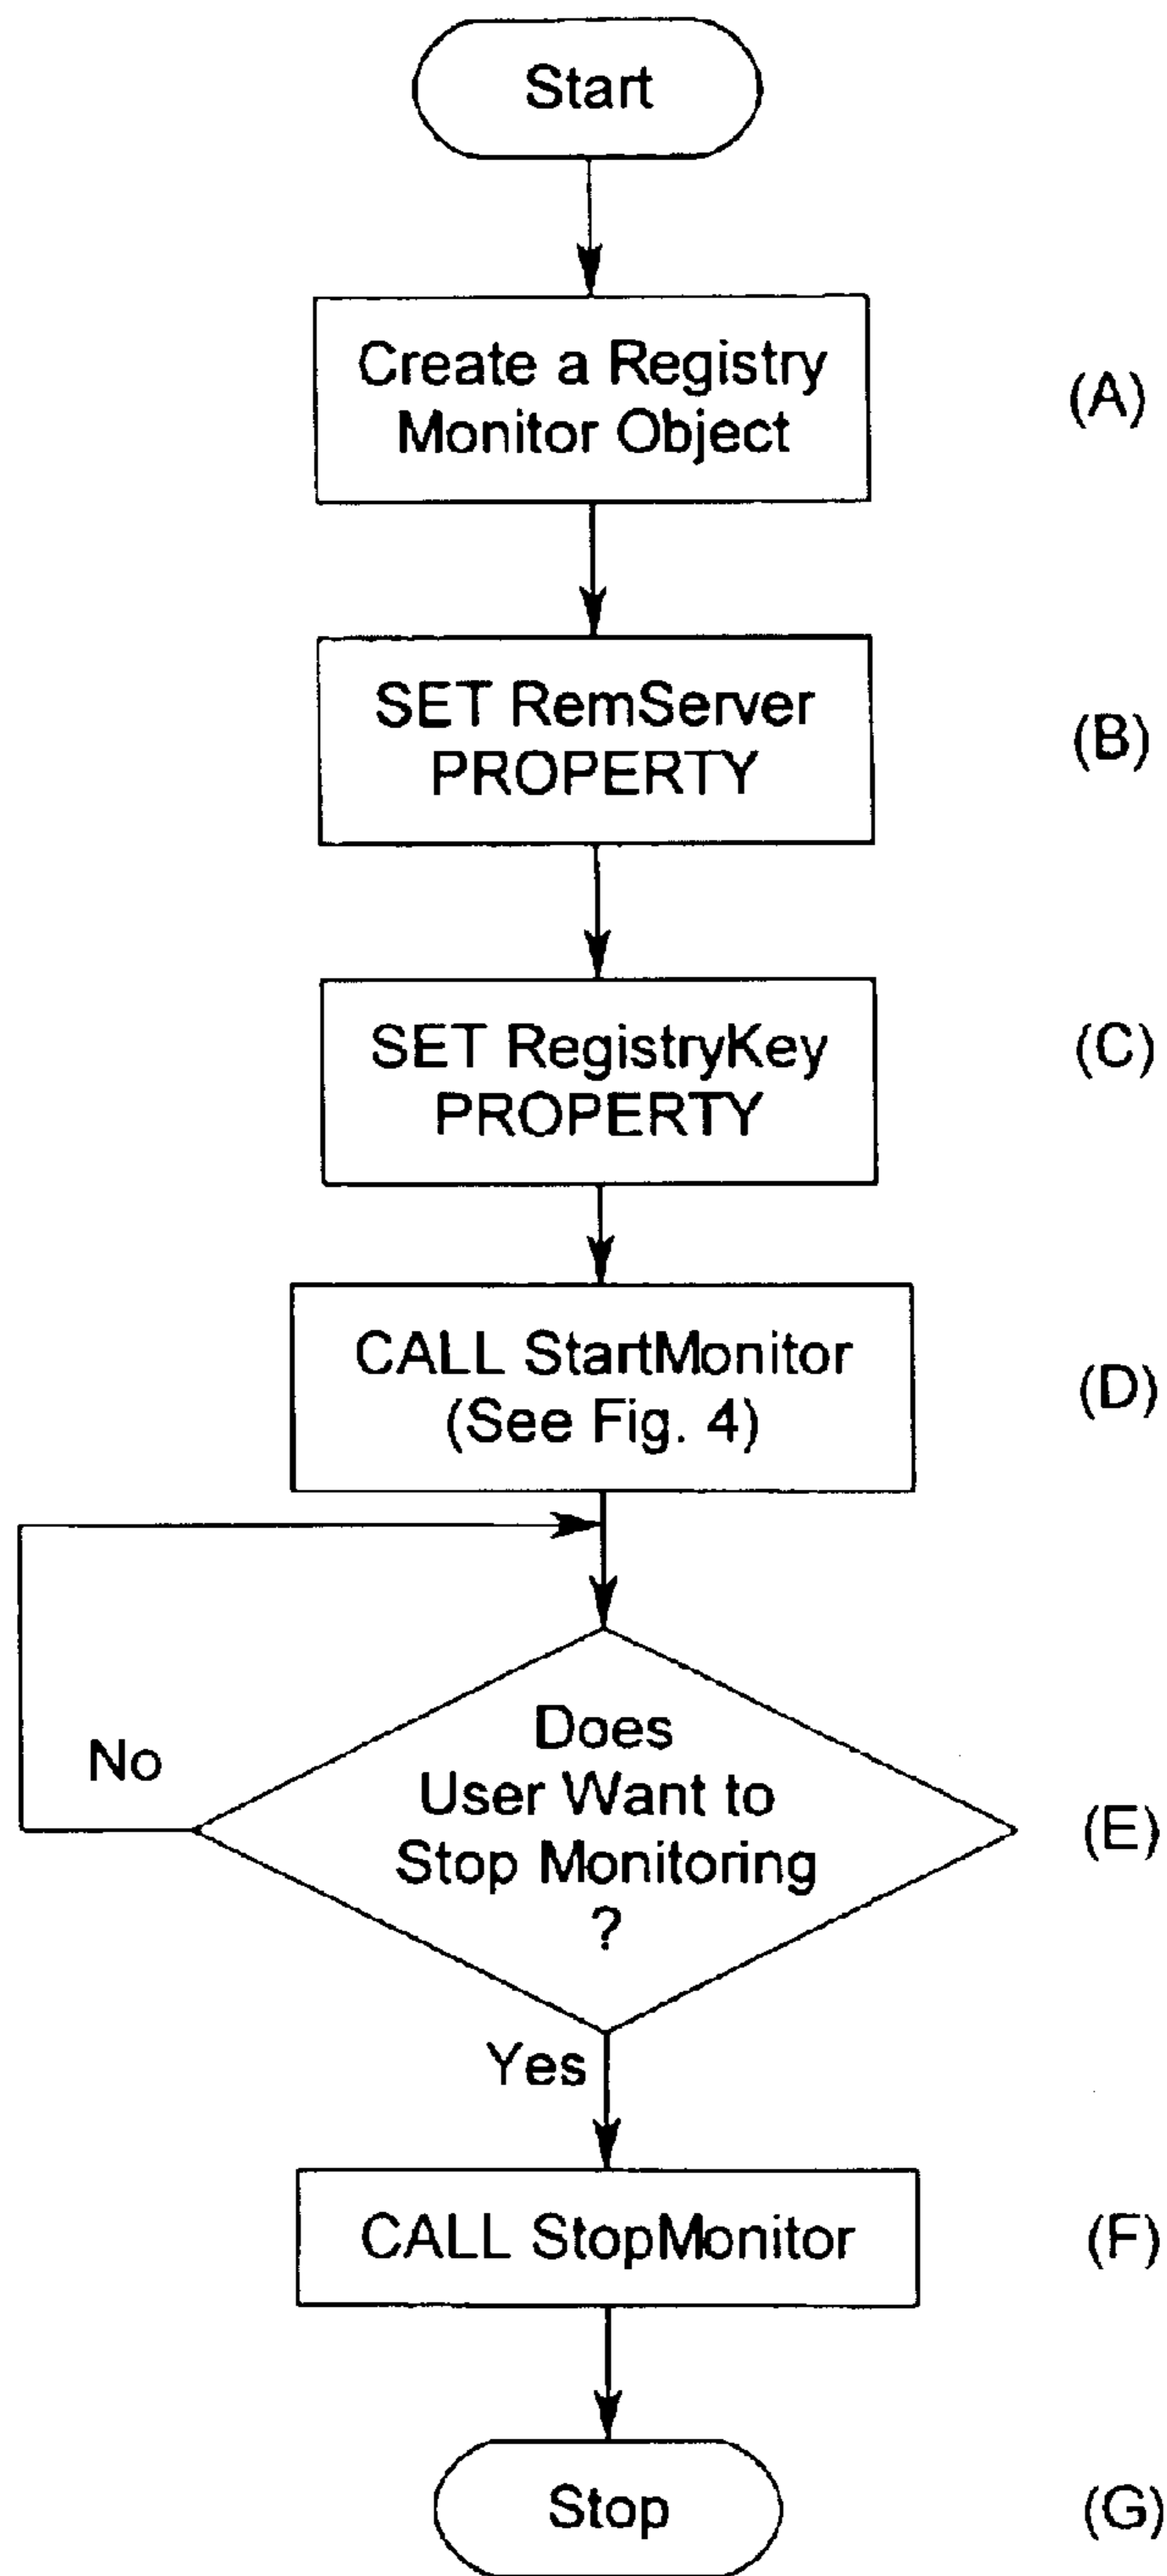 Start
Create a Registry
Monitor Object
(A)
SET RemServer
PROPERTY
(B)
SET RegistryKey
PROPERTY
(C)
CALL StartMonitor
(See Fig. 4)
(D)
No
Does
User Want to
Stop Monitoring
?
(E)
Yes
CALL StopMonitor
(F)
Stop
(G)